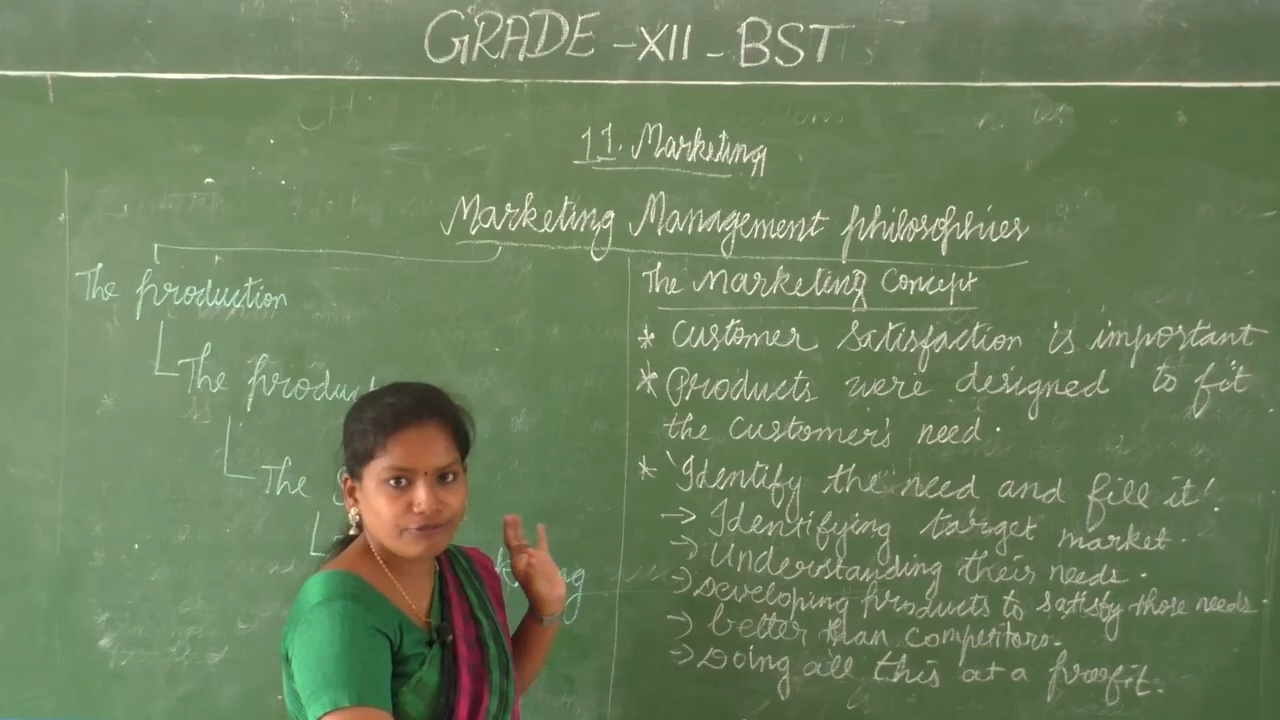 GRADE - XII - BST
11. Marketing
Marketing Management philosophies
The production
The product
The
The Marketing Concept
* Customer Satisfaction is important
* Products were designed to fit
the customer's need.
* 'Identify the need and fill it'.
→ Identifying target market.
→ Understanding their needs.
→ Developing products to satisfy those needs.
→ better than competitors.
→ Doing all this at a profit.